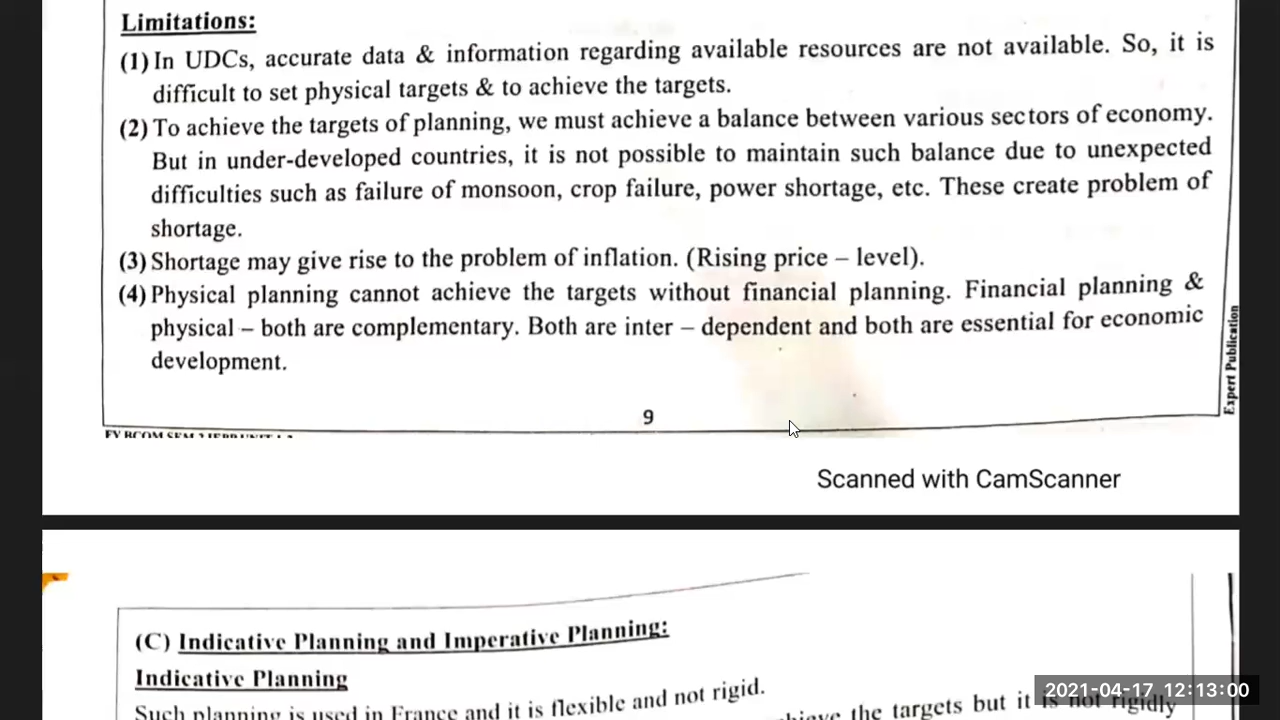 Limitations:
(1) In UDCs, accurate data & information regarding available resources are not available. So, it is
difficult to set physical targets & to achieve the targets.
(2) To achieve the targets of planning, we must achieve a balance between various sectors of economy.
But in under-developed countries, it is not possible to maintain such balance due to unexpected
difficulties such as failure of monsoon, crop failure, power shortage, etc. These create problem of
shortage.
(3) Shortage may give rise to the problem of inflation. (Rising price – level).
(4) Physical planning cannot achieve the targets without financial planning. Financial planning &
physical – both are complementary. Both are inter – dependent and both are essential for economic
development.
Expert Publication
9
FY BCOM SEM
Scanned with CamScanner
(C) Indicative Planning and Imperative Planning:
Indicative Planning
Such planning is used in France and it is flexible and not rigid.
the targets but it is not rigidly
2021-04-17 12:13:00